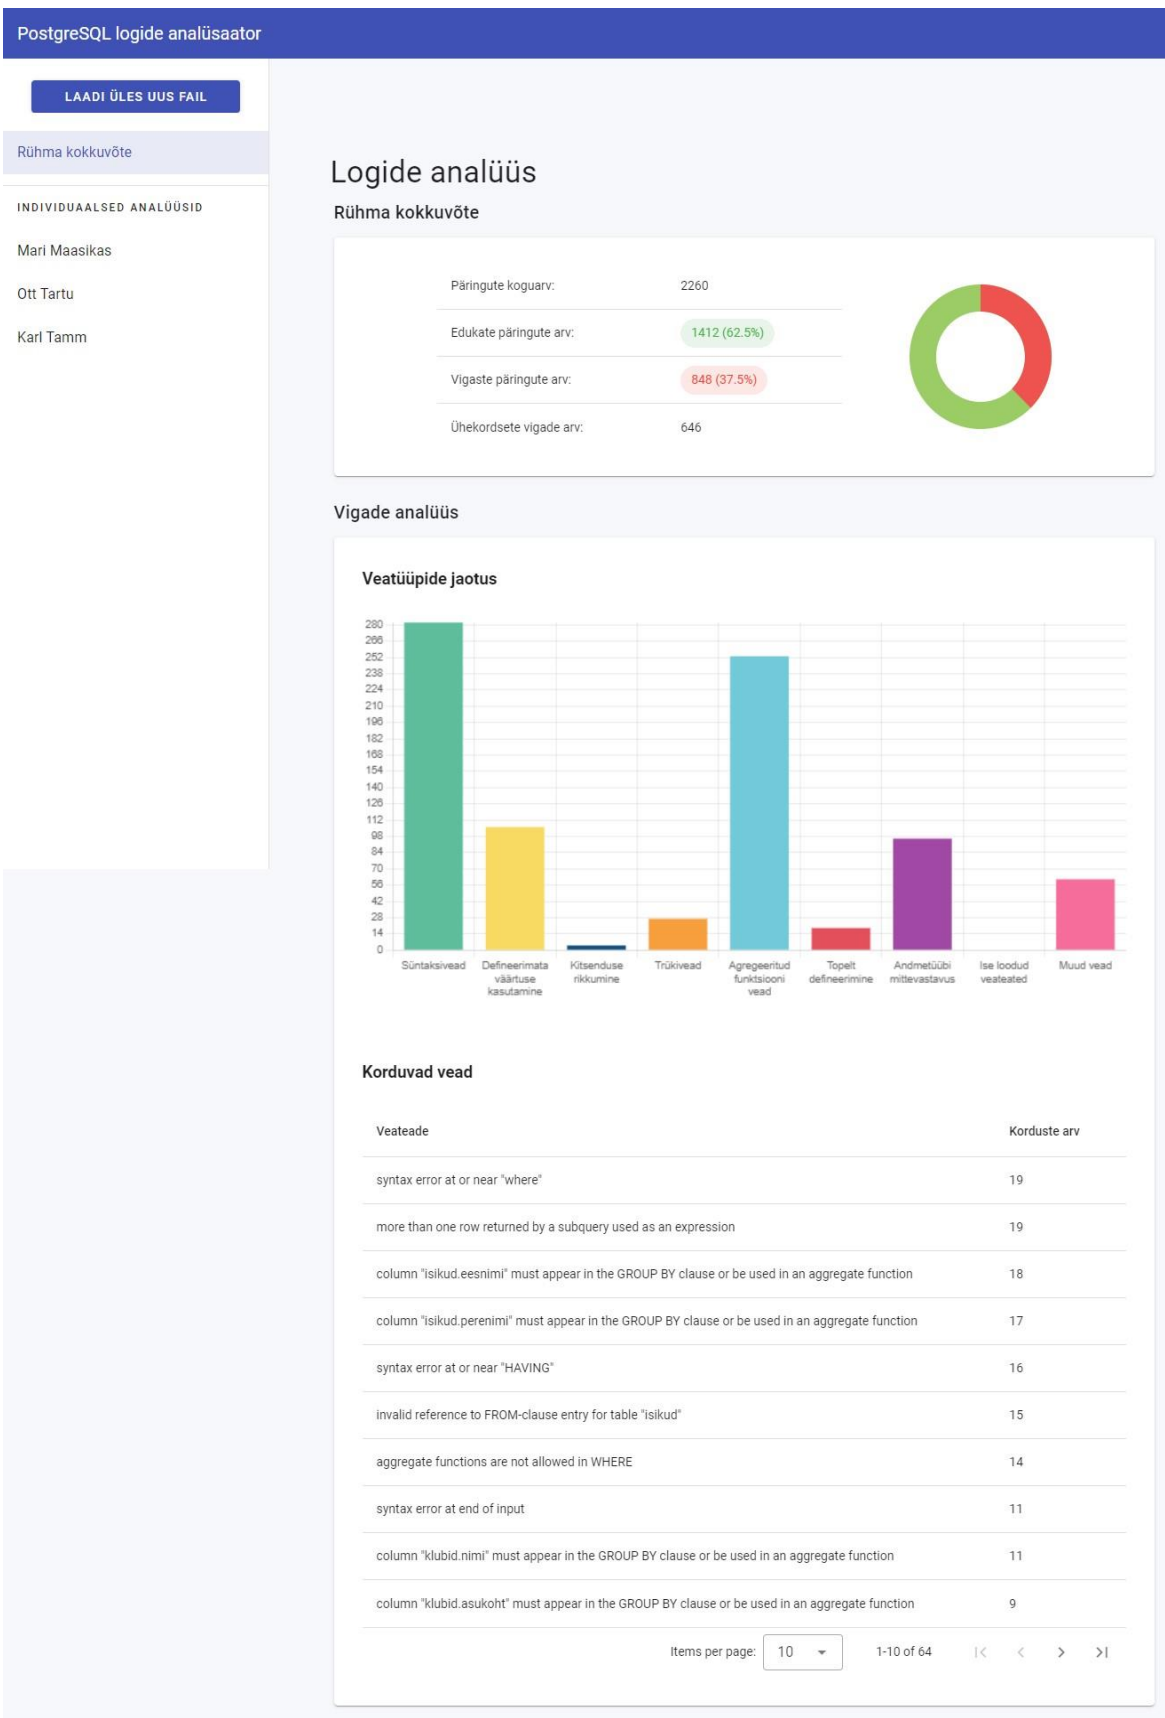 PostgreSQL logide analüsaator
LAADI ÜLES UUS FAIL
Rühma kokkuvõte
INDIVIDUAALSED ANALÜÜSID
Mari Maasikas
Ott Tartu
Karl Tamm
Logide analüüs
Rühma kokkuvõte
Päringute koguarv: 2260
Edukate päringute arv: 1412 (62.5%)
Vigaste päringute arv: 848 (37.5%)
Ühekordsete vigade arv: 646
Vigade analüüs
Veatüüpide jaotus
280
266
252
238
224
210
196
182
168
154
140
126
112
98
84
70
56
42
28
14
0
Süntaksivead
Defineerimata
väärtuse
kasutamine
Kitsenduse
rikkumine
Trükivead
Agregeeritud
funktsiooni
vead
Topelt
defineerimine
Andmetüübi
mittevastavus
Ise loodud
veateated
Muud vead
Korduvad vead
Veateade Korduste arv
syntax error at or near "where" 19
more than one row returned by a subquery used as an expression 19
column "isikud.eesnimi" must appear in the GROUP BY clause or be used in an aggregate function 18
column "isikud.perenimi" must appear in the GROUP BY clause or be used in an aggregate function 17
syntax error at or near "HAVING" 16
invalid reference to FROM-clause entry for table "isikud" 15
aggregate functions are not allowed in WHERE 14
syntax error at end of input 11
column "klubid.nimi" must appear in the GROUP BY clause or be used in an aggregate function 11
column "klubid.asukoht" must appear in the GROUP BY clause or be used in an aggregate function 9
Items per page: 10 1-10 of 64